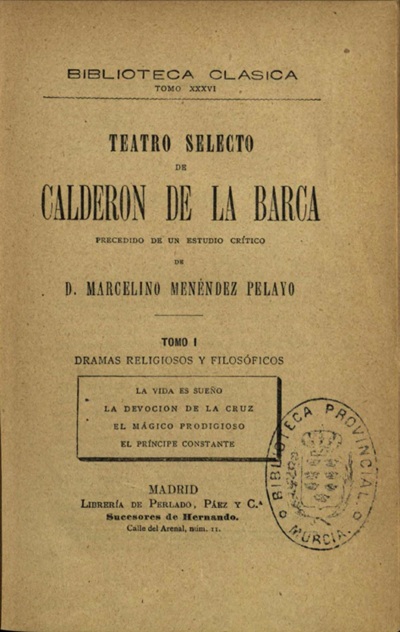 BIBLIOTECA CLASICA
TOMO XXXVI
TEATRO SELECTO
DE
CALDERON DE LA BARCA
PRECEDIDO DE UN ESTUDIO CRÍTICO
DE
D. MARCELINO MENÉNDEZ PELAYO
TOMO I
DRAMAS RELIGIOSOS Y FILOSÓFICOS
LA VIDA ES SUEÑO
LA DEVOCION DE LA CRUZ
EL MÁGICO PRODIGIOSO
EL PRÍNCIPE CONSTANTE
MADRID
LIBRERÍA DE PERLADO, PÁEZ Y C.ª
Sucesores de Hernando.
Calle del Arenal, núm. 11.
BIBLIOTECA PROVINCIAL
MURCIA.